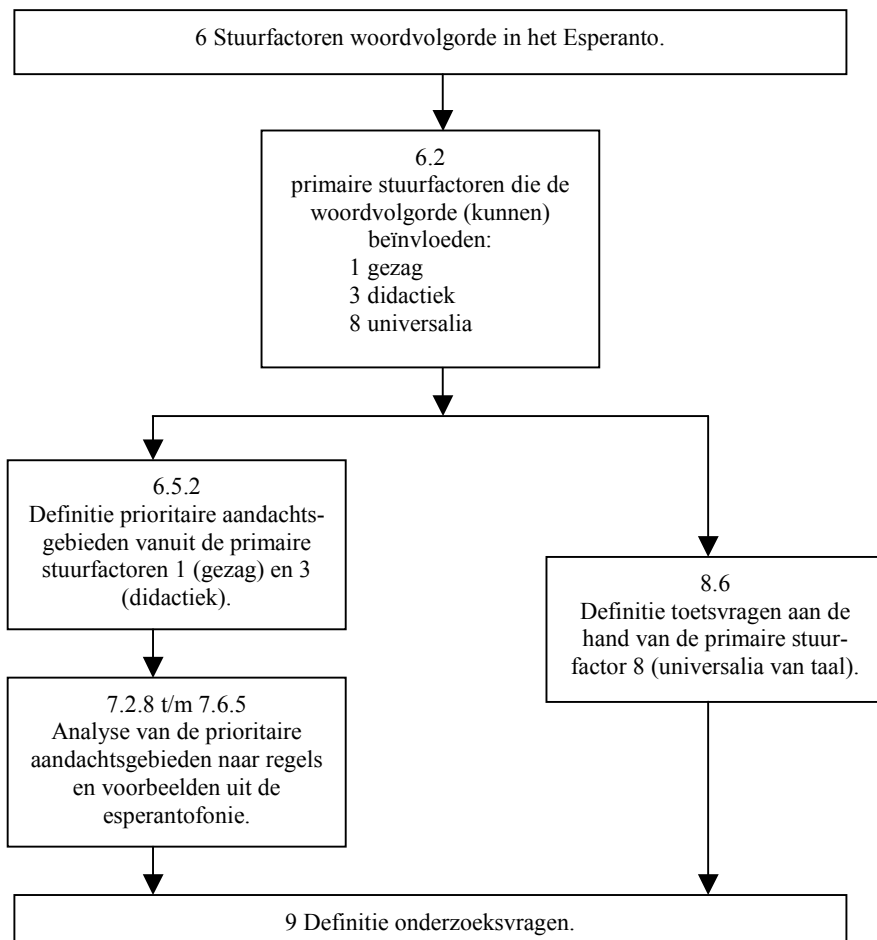 6 Stuurfactoren woordvolgorde in het Esperanto.
6.2
primaire stuurfactoren die de
woordvolgorde (kunnen)
beïnvloeden:
1 gezag
3 didactiek
8 universalia
6.5.2
Definitie prioritaire aandachts-
gebieden vanuit de primaire
stuurfactoren 1 (gezag) en 3
(didactiek).
8.6
Definitie toetsvragen aan de
hand van de primaire stuur-
factor 8 (universalia van taal).
7.2.8 t/m 7.6.5
Analyse van de prioritaire
aandachtsgebieden naar regels
en voorbeelden uit de
esperantofonie.
9 Definitie onderzoeksvragen.